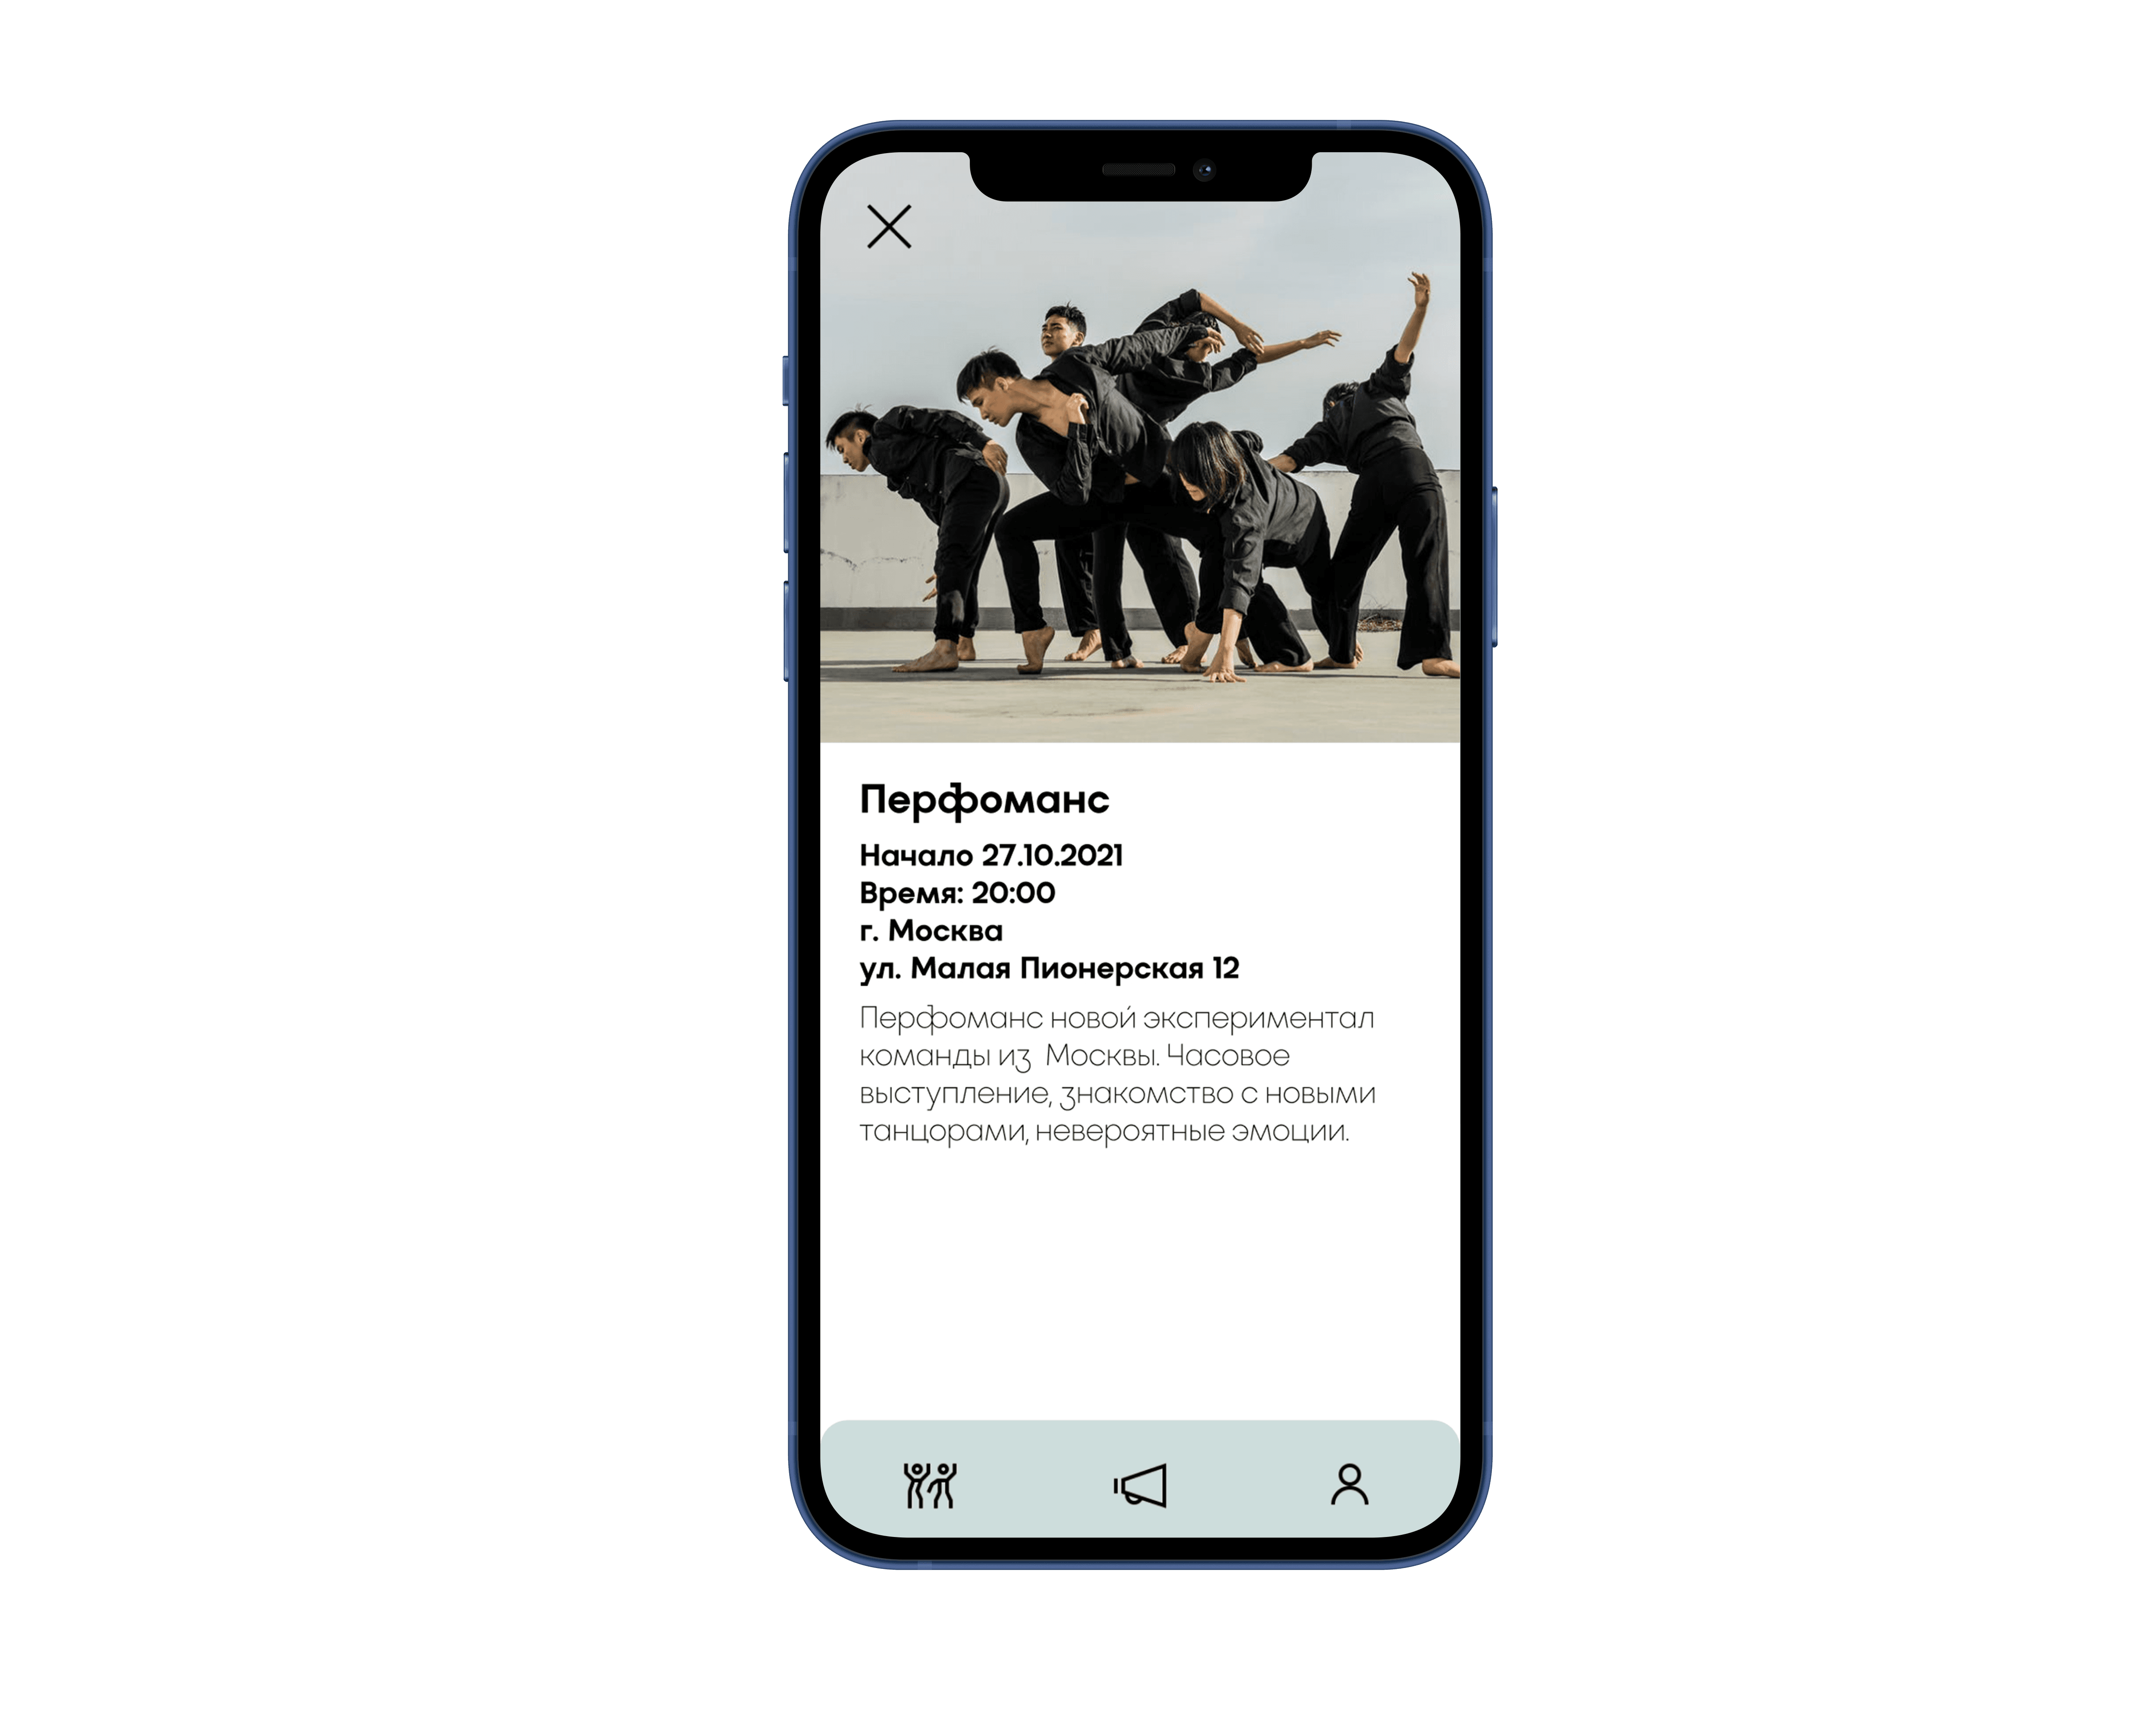 Перфоманс
Начало 27.10.2021
Время: 20:00
г. Москва
ул. Малая Пионерская 12
Перфоманс новой эксперимeнтал
команды из  Москвы. Часовое
выступление, знакомство с новыми
танцорами, невероятные эмоции.